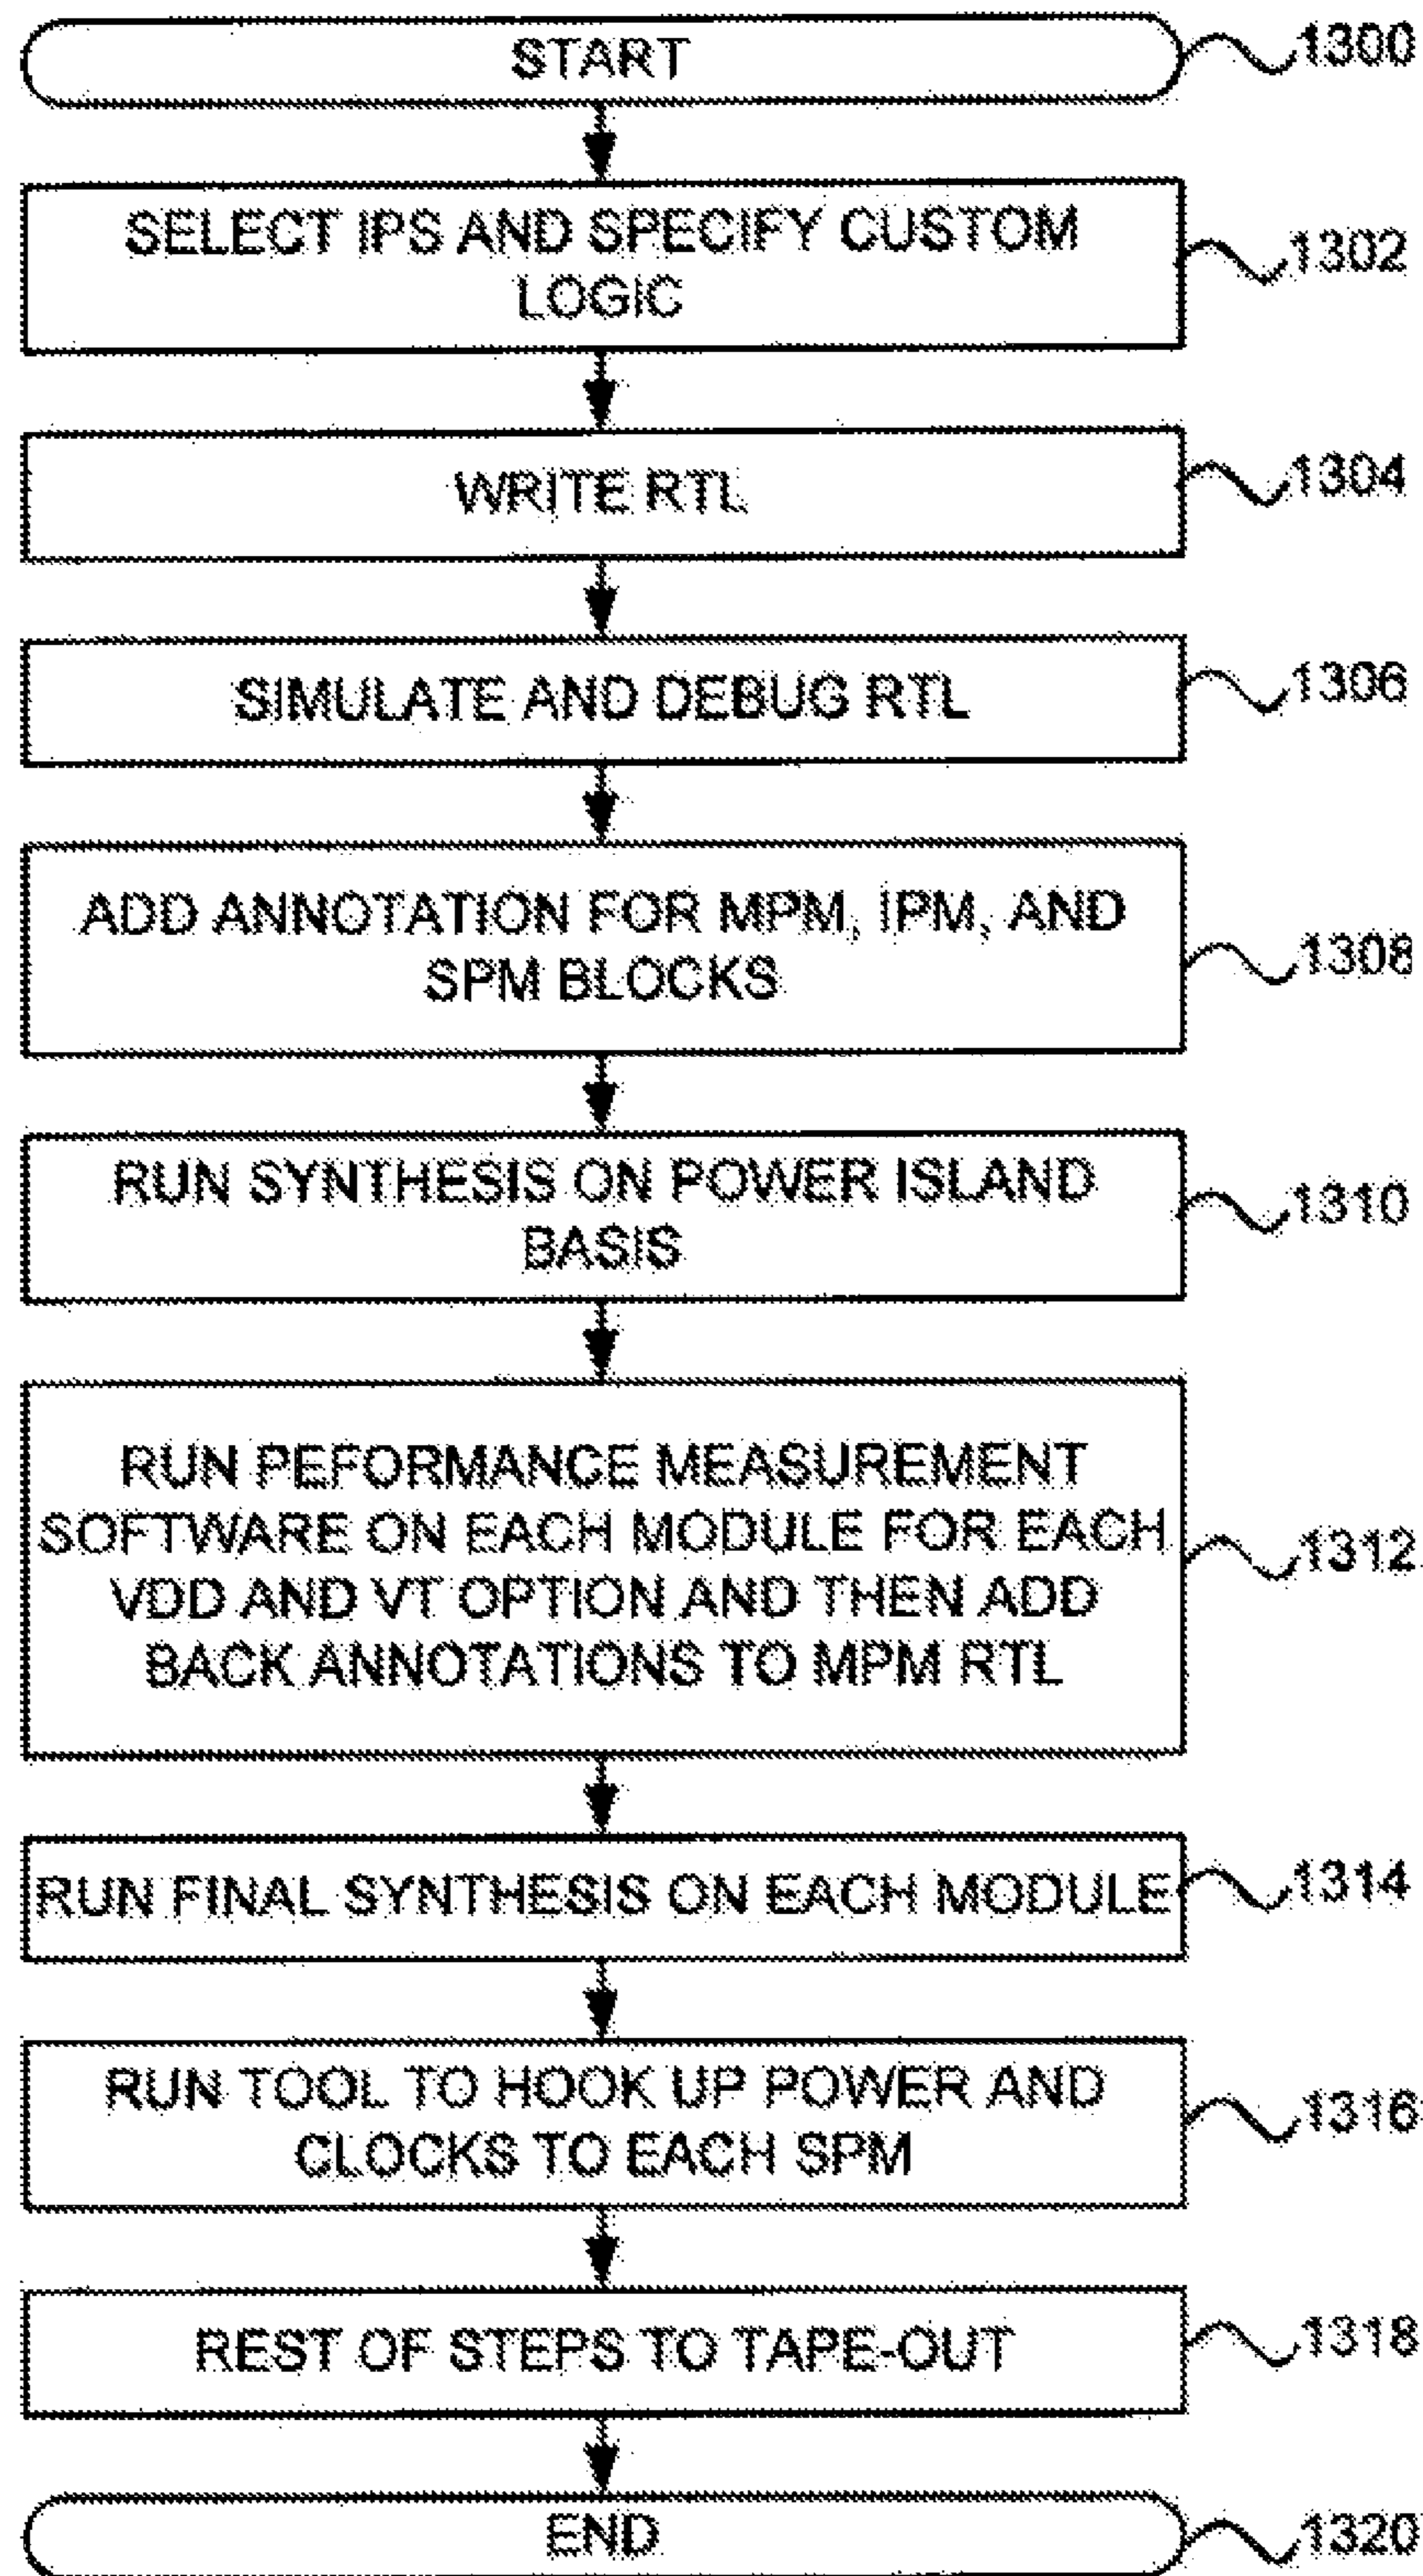 START
1300
SELECT IPS AND SPECIFY CUSTOM
LOGIC
1302
WRITE RTL
1304
SIMULATE AND DEBUG RTL
1306
ADD ANNOTATION FOR MPM, IPM, AND
SPM BLOCKS
1308
RUN SYNTHESIS ON POWER ISLAND
BASIS
1310
RUN PEFORMANCE MEASUREMENT
SOFTWARE ON EACH MODULE FOR EACH
VDD AND VT OPTION AND THEN ADD
BACK ANNOTATIONS TO MPM RTL
1312
RUN FINAL SYNTHESIS ON EACH MODULE
1314
RUN TOOL TO HOOK UP POWER AND
CLOCKS TO EACH SPM
1316
REST OF STEPS TO TAPE-OUT
1318
END
1320